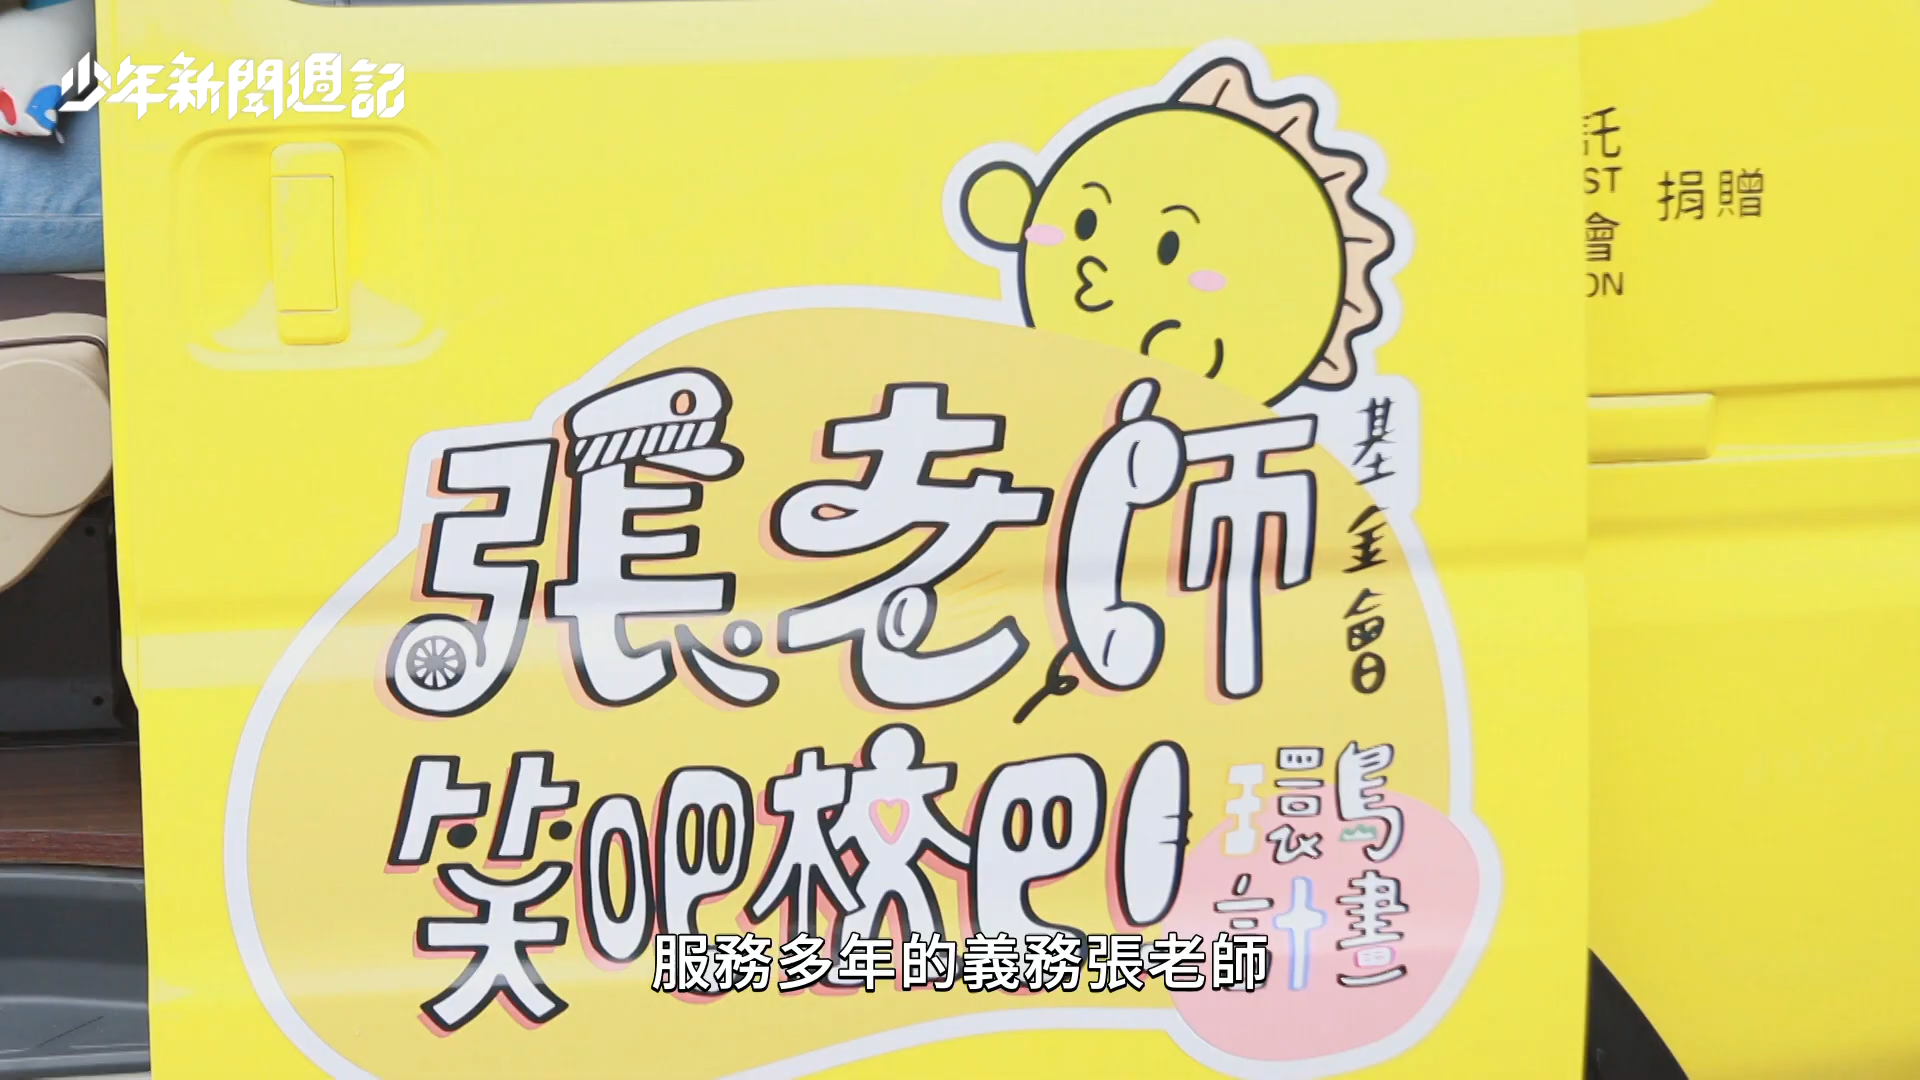 少年新聞週記
託
ST
會
ON
捐贈
張老師
基金會
笑吧校巴
環島
計畫
服務多年的義務張老師